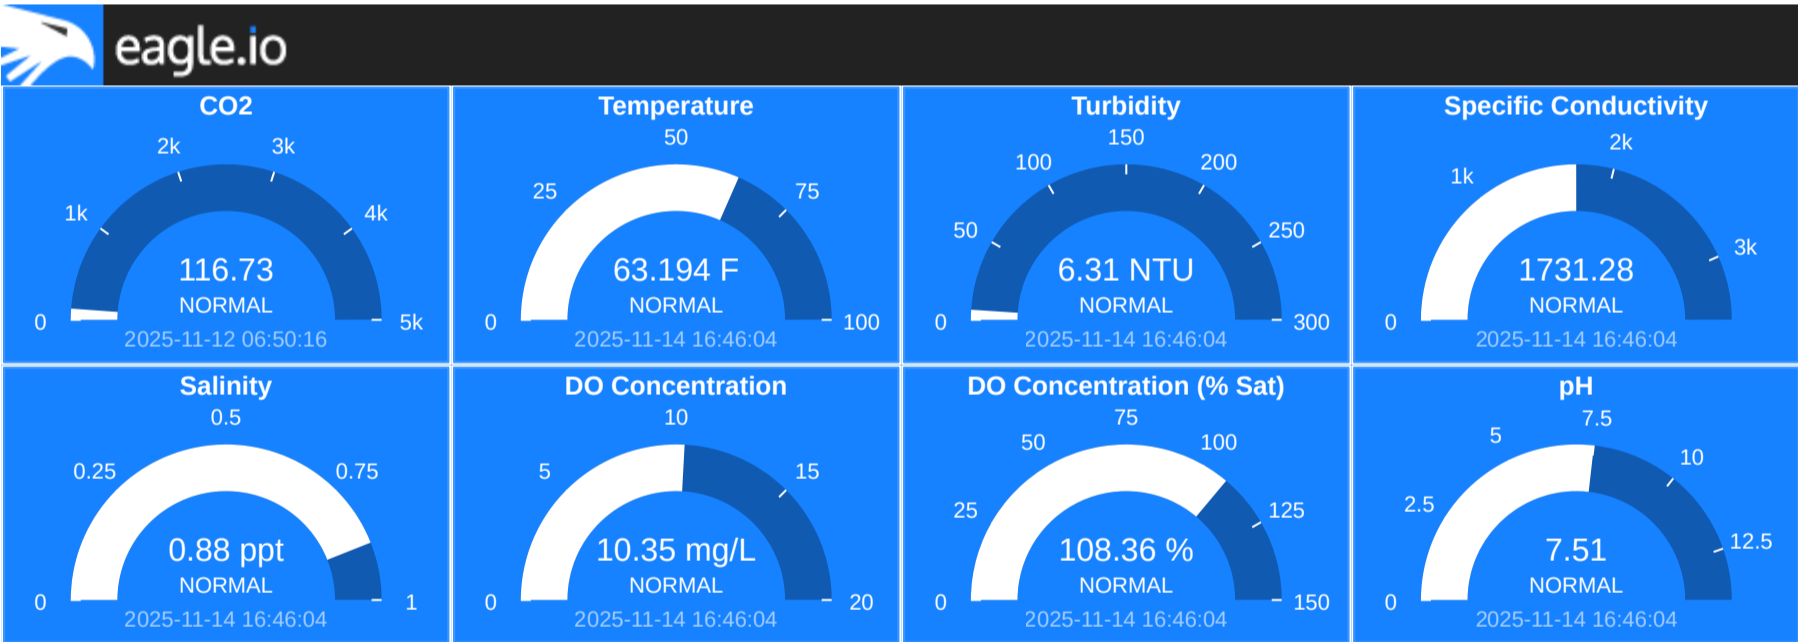 eagle.io
CO2
2k 3k
1k 4k
116.73
NORMAL
0 5k
2025-11-12 06:50:16
Temperature
50
25 75
63.194 F
NORMAL
0 100
2025-11-14 16:46:04
Turbidity
150
100 200
50 250
6.31 NTU
NORMAL
0 300
2025-11-14 16:46:04
Specific Conductivity
2k
1k
3k
1731.28
NORMAL
0
2025-11-14 16:46:04
Salinity
0.5
0.25 0.75
0.88 ppt
NORMAL
0 1
2025-11-14 16:46:04
DO Concentration
10
5 15
10.35 mg/L
NORMAL
0 20
2025-11-14 16:46:04
DO Concentration (% Sat)
75
50 100
25 125
108.36 %
NORMAL
0 150
2025-11-14 16:46:04
pH
7.5
5 10
2.5 12.5
7.51
NORMAL
0
2025-11-14 16:46:04